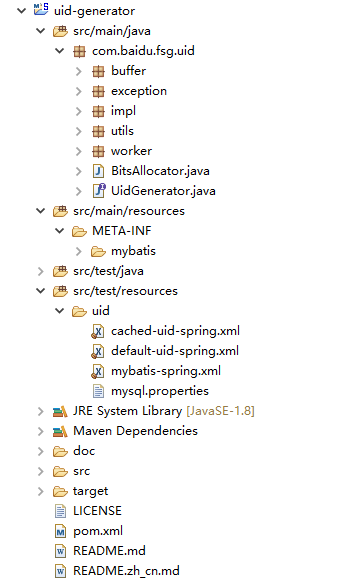 uid-generator
src/main/java
com.baidu.fsg.uid
buffer
exception
impl
utils
worker
BitsAllocator.java
UidGenerator.java
src/main/resources
META-INF
mybatis
src/test/java
src/test/resources
uid
cached-uid-spring.xml
default-uid-spring.xml
mybatis-spring.xml
mysql.properties
JRE System Library [JavaSE-1.8]
Maven Dependencies
doc
src
target
LICENSE
pom.xml
README.md
README.zh_cn.md